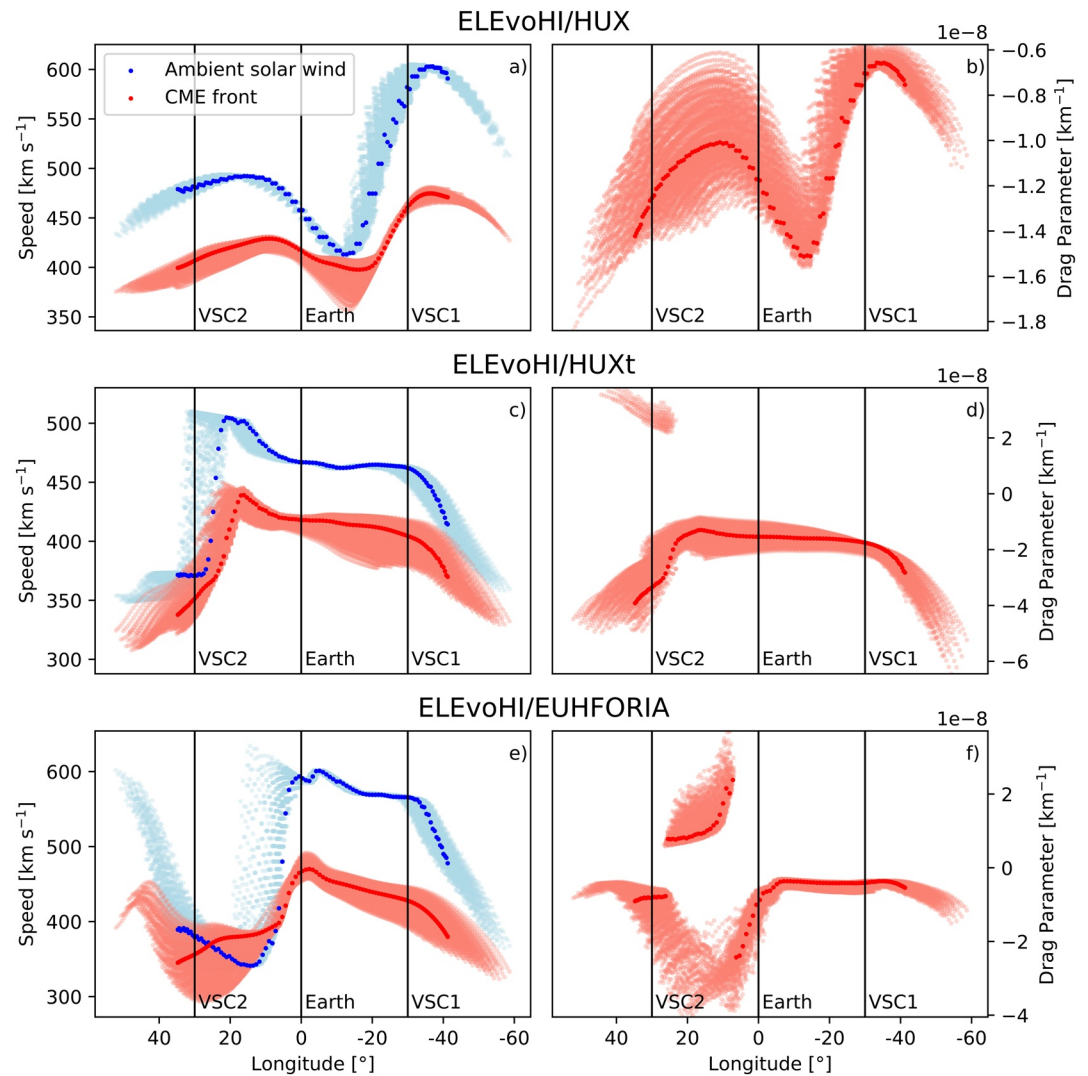 ELEvoHI/HUX
1e−8
Ambient solar wind
CME front
a)
b)
600
550
500
450
400
350
Speed [km s⁻¹]
VSC2
Earth
VSC1
VSC2
Earth
VSC1
−0.6
−0.8
−1.0
−1.2
−1.4
−1.6
−1.8
Drag Parameter [km⁻¹]
ELEvoHI/HUXt
1e−8
c)
d)
500
450
400
350
300
Speed [km s⁻¹]
VSC2
Earth
VSC1
VSC2
Earth
VSC1
2
0
−2
−4
−6
Drag Parameter [km⁻¹]
ELEvoHI/EUHFORIA
1e−8
e)
f)
600
500
400
300
Speed [km s⁻¹]
VSC2
Earth
VSC1
VSC2
Earth
VSC1
2
0
−2
−4
Drag Parameter [km⁻¹]
40 20 0 -20 -40 -60
40 20 0 -20 -40 -60
Longitude [°]
Longitude [°]